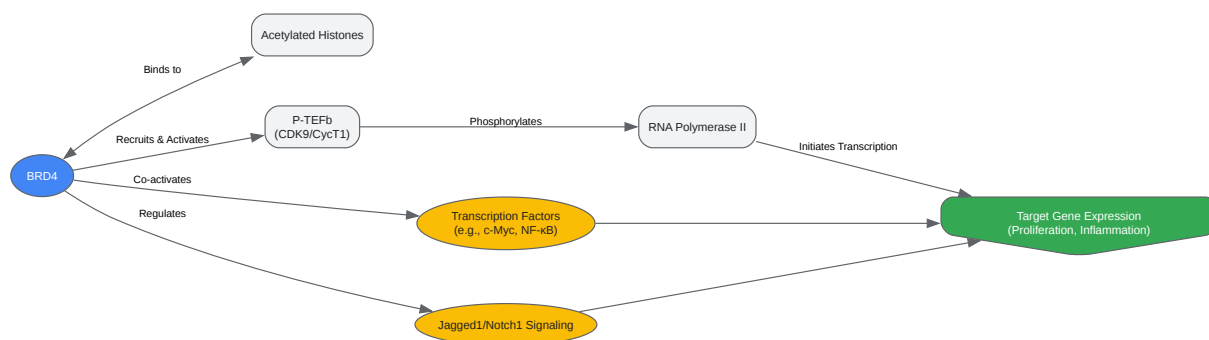 Acetylated Histones
Binds to
P-TEFb
(CDK9/CycT1)
Phosphorylates
RNA Polymerase II
Recruits & Activates
Initiates Transcription
BRD4
Co-activates
Regulates
Transcription Factors
(e.g., c-Myc, NF-κB)
Target Gene Expression
(Proliferation, Inflammation)
Jagged1/Notch1 Signaling